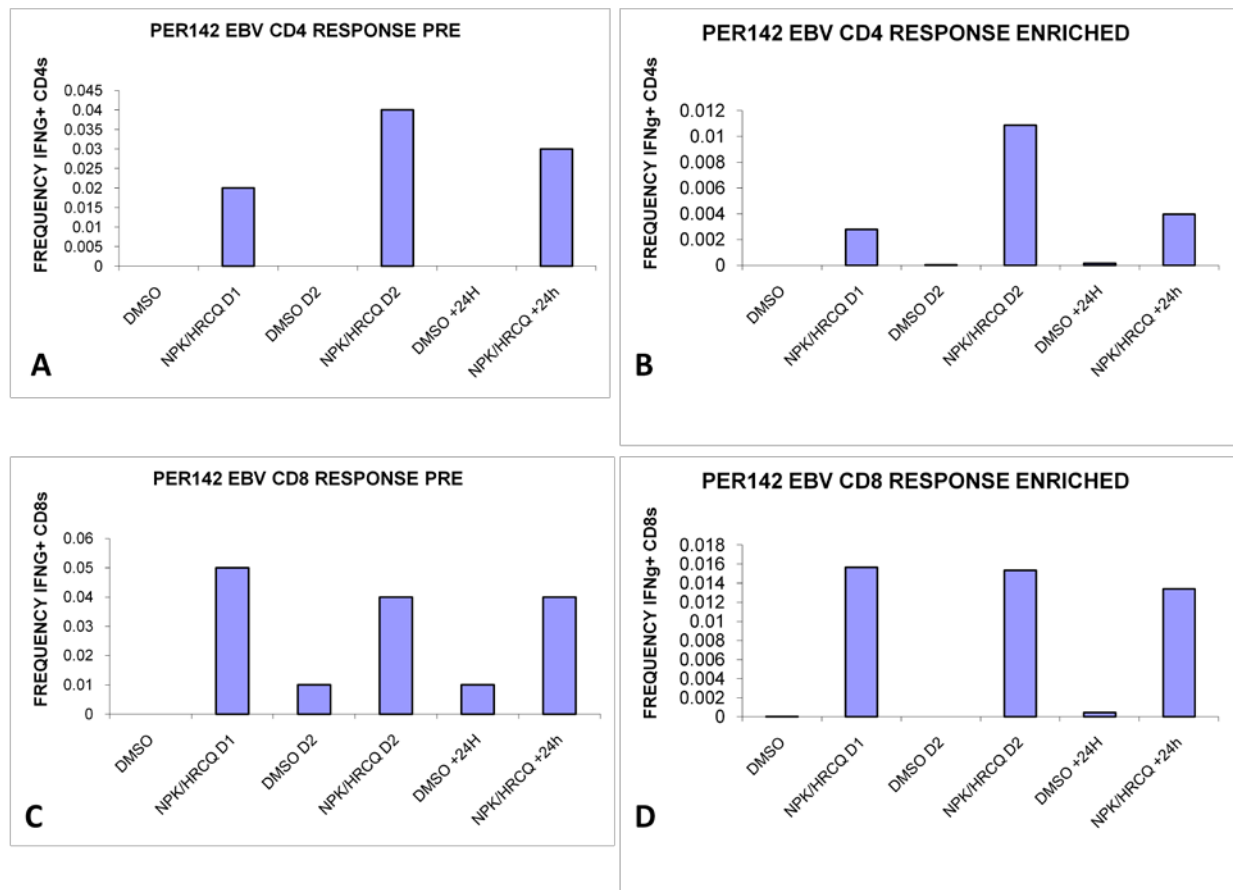 PER142 EBV CD4 RESPONSE PRE
FREQUENCY IFNG+ CD4s
0.045
0.04
0.035
0.03
0.025
0.02
0.015
0.01
0.005
0
DMSO
NPK/HRCQ D1
DMSO D2
NPK/HRCQ D2
DMSO +24H
NPK/HRCQ +24h
A
PER142 EBV CD4 RESPONSE ENRICHED
FREQUENCY IFNg+ CD4s
0.012
0.01
0.008
0.006
0.004
0.002
0
DMSO
NPK/HRCQ D1
DMSO D2
NPK/HRCQ D2
DMSO +24H
NPK/HRCQ +24h
B
PER142 EBV CD8 RESPONSE PRE
FREQUENCY IFNG+ CD8s
0.06
0.05
0.04
0.03
0.02
0.01
0
DMSO
NPK/HRCQ D1
DMSO D2
NPK/HRCQ D2
DMSO +24H
NPK/HRCQ +24h
C
PER142 EBV CD8 RESPONSE ENRICHED
FREQUENCY IFNg+ CD8s
0.018
0.016
0.014
0.012
0.01
0.008
0.006
0.004
0.002
0
DMSO
NPK/HRCQ D1
DMSO D2
NPK/HRCQ D2
DMSO +24H
NPK/HRCQ +24h
D